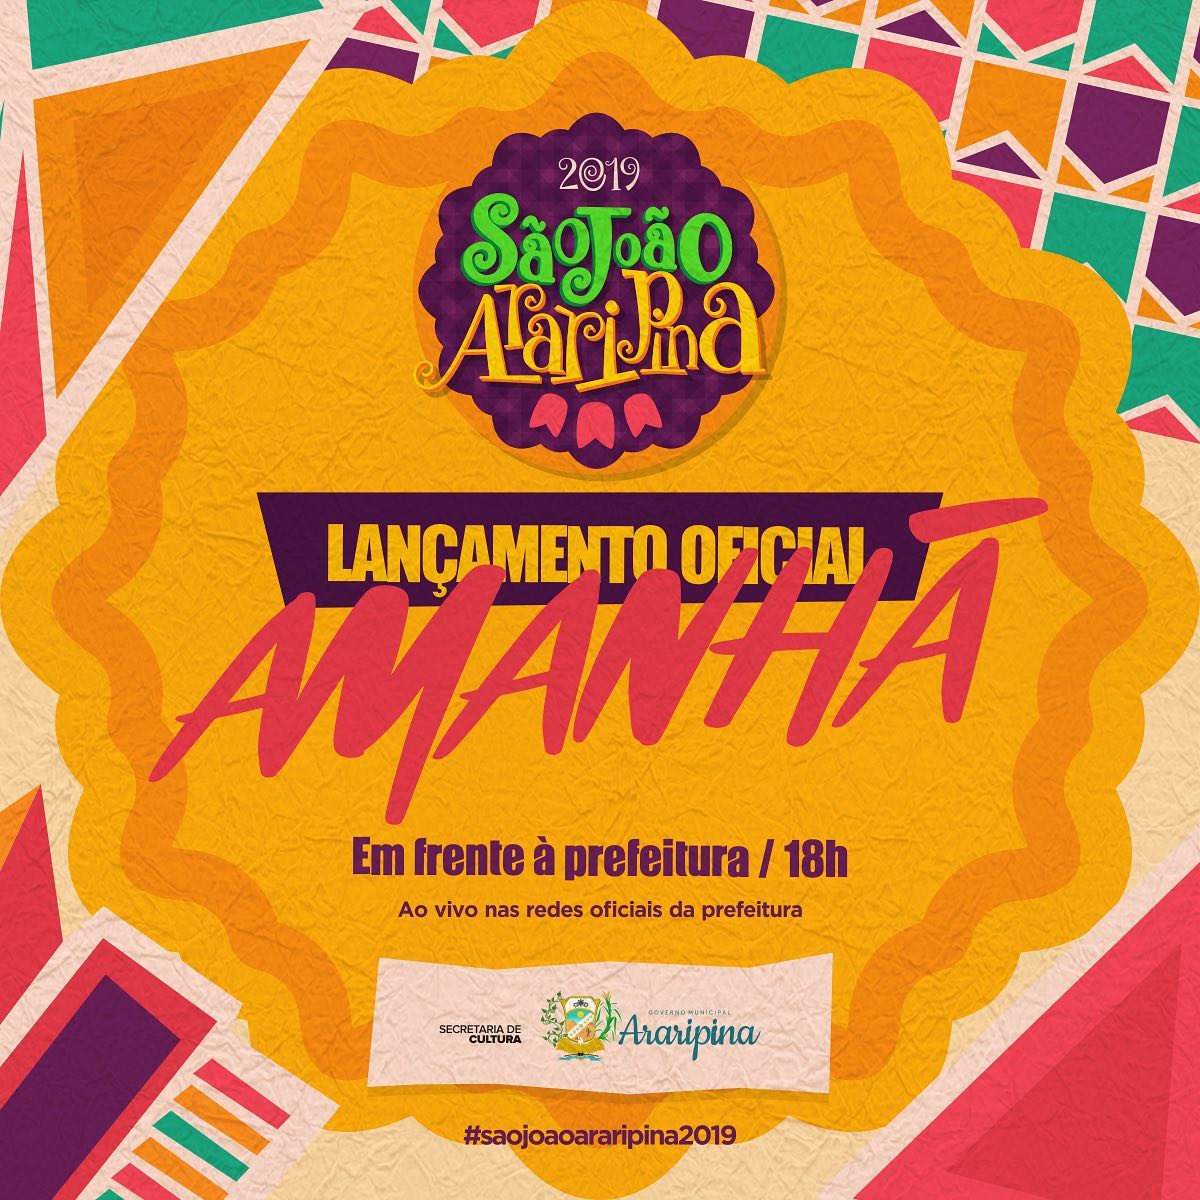 2019
São João
Araripina
LANÇAMENTO OFICIAL
AMANHÃ
Em frente à prefeitura / 18h
Ao vivo nas redes oficiais da prefeitura
SECRETARIA DE
CULTURA
GOVERNO MUNICIPAL
Araripina
#saojoaoararipina2019